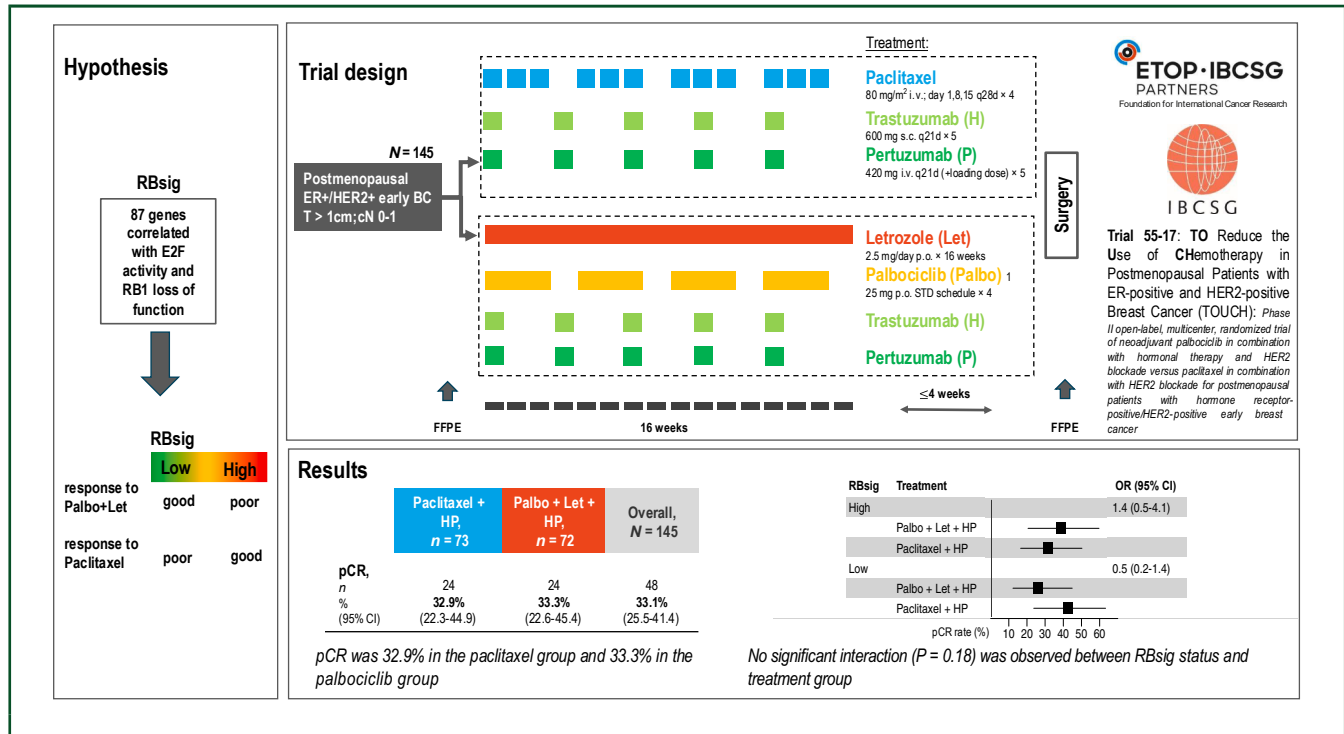 Hypothesis
RBsig
87 genes
correlated
with E2F
activity and
RB1 loss of
function
RBsig
Low High
response to
Palbo+Let
good poor
response to
Paclitaxel
poor good
Trial design
N = 145
Postmenopausal
ER+/HER2+ early BC
T > 1cm; cN 0-1
Treatment:
Paclitaxel
80 mg/m² i.v.; day 1,8,15 q28d × 4
Trastuzumab (H)
600 mg s.c. q21d × 5
Pertuzumab (P)
420 mg i.v. q21d (+loading dose) × 5
Letrozole (Let)
2.5 mg/day p.o. × 16 weeks
Palbociclib (Palbo) 1
25 mg p.o. STD schedule × 4
Trastuzumab (H)
Pertuzumab (P)
≤4 weeks
FFPE
16 weeks
FFPE
Surgery
ETOP·IBCSG
PARTNERS
Foundation for International Cancer Research
IBCSG
Trial 55-17: TO Reduce the
Use of CHemotherapy in
Postmenopausal Patients with
ER-positive and HER2-positive
Breast Cancer (TOUCH): Phase
II open-label, multicenter, randomized trial
of neoadjuvant palbociclib in combination
with hormonal therapy and HER2
blockade versus paclitaxel in combination
with HER2 blockade for postmenopausal
patients with hormone receptor-
positive/HER2-positive early breast
cancer
Results
Paclitaxel +
HP,
n = 73
Palbo + Let +
HP,
n = 72
Overall,
N = 145
pCR,
n 24 24 48
% 32.9% 33.3% 33.1%
(95% CI) (22.3-44.9) (22.6-45.4) (25.5-41.4)
pCR was 32.9% in the paclitaxel group and 33.3% in the
palbociclib group
RBsig Treatment OR (95% CI)
High 1.4 (0.5-4.1)
Palbo + Let + HP
Paclitaxel + HP
Low 0.5 (0.2-1.4)
Palbo + Let + HP
Paclitaxel + HP
pCR rate (%) 10 20 30 40 50 60
No significant interaction (P = 0.18) was observed between RBsig status and
treatment group